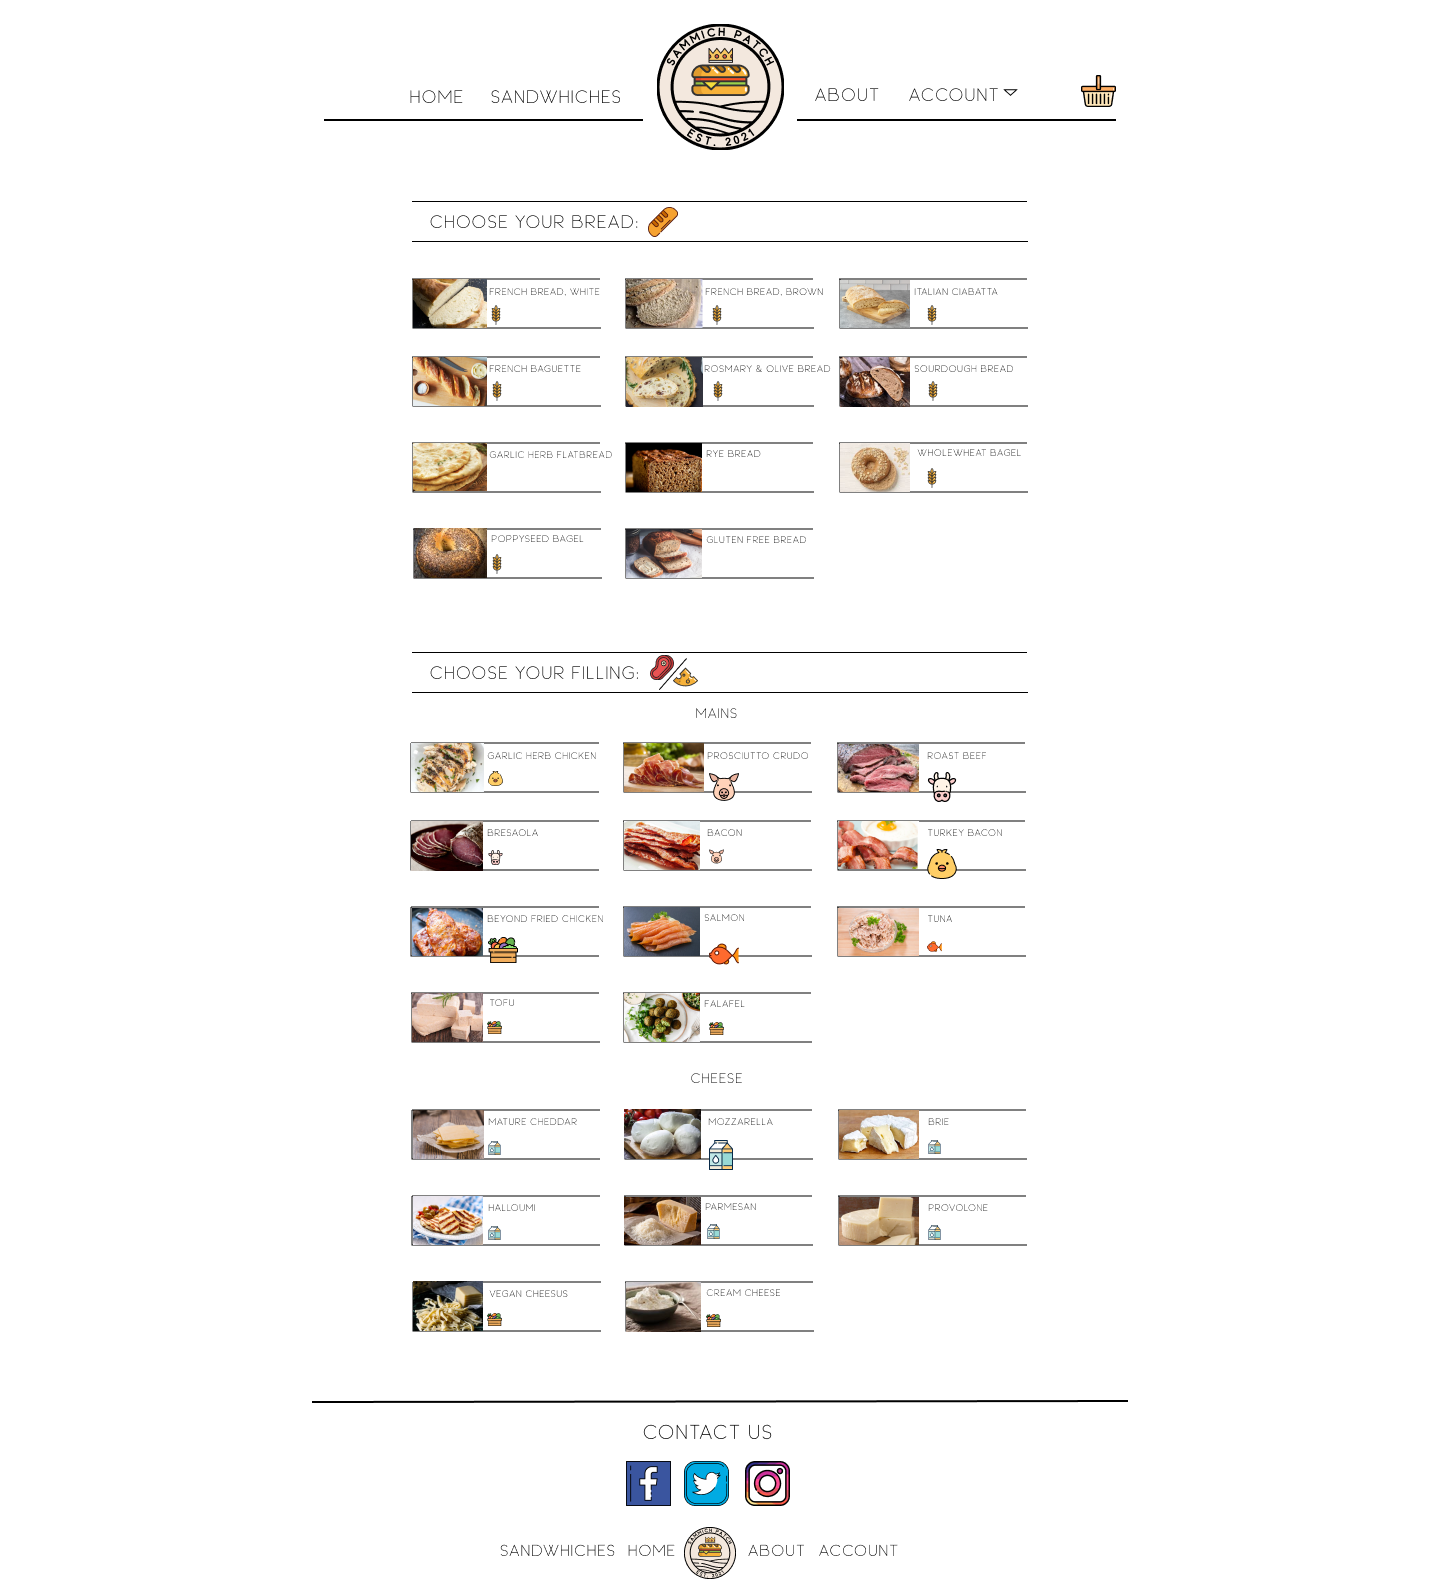 SAMMICH PATCH
EST. 2021
HOME SANDWHICHES ABOUT ACCOUNT
CHOOSE YOUR BREAD:
FRENCH BREAD, WHITE
FRENCH BREAD, BROWN
ITALIAN CIABATTA
FRENCH BAGUETTE
ROSMARY & OLIVE BREAD
SOURDOUGH BREAD
GARLIC HERB FLATBREAD
RYE BREAD
WHOLEWHEAT BAGEL
POPPYSEED BAGEL
GLUTEN FREE BREAD
CHOOSE YOUR FILLING:
MAINS
GARLIC HERB CHICKEN
PROSCIUTTO CRUDO
ROAST BEEF
BRESAOLA
BACON
TURKEY BACON
BEYOND FRIED CHICKEN
SALMON
TUNA
TOFU
FALAFEL
CHEESE
MATURE CHEDDAR
MOZZARELLA
BRIE
HALLOUMI
PARMESAN
PROVOLONE
VEGAN CHEESUS
CREAM CHEESE
CONTACT US
SANDWHICHES HOME
SAMMICH PATCH
EST. 2021
ABOUT ACCOUNT